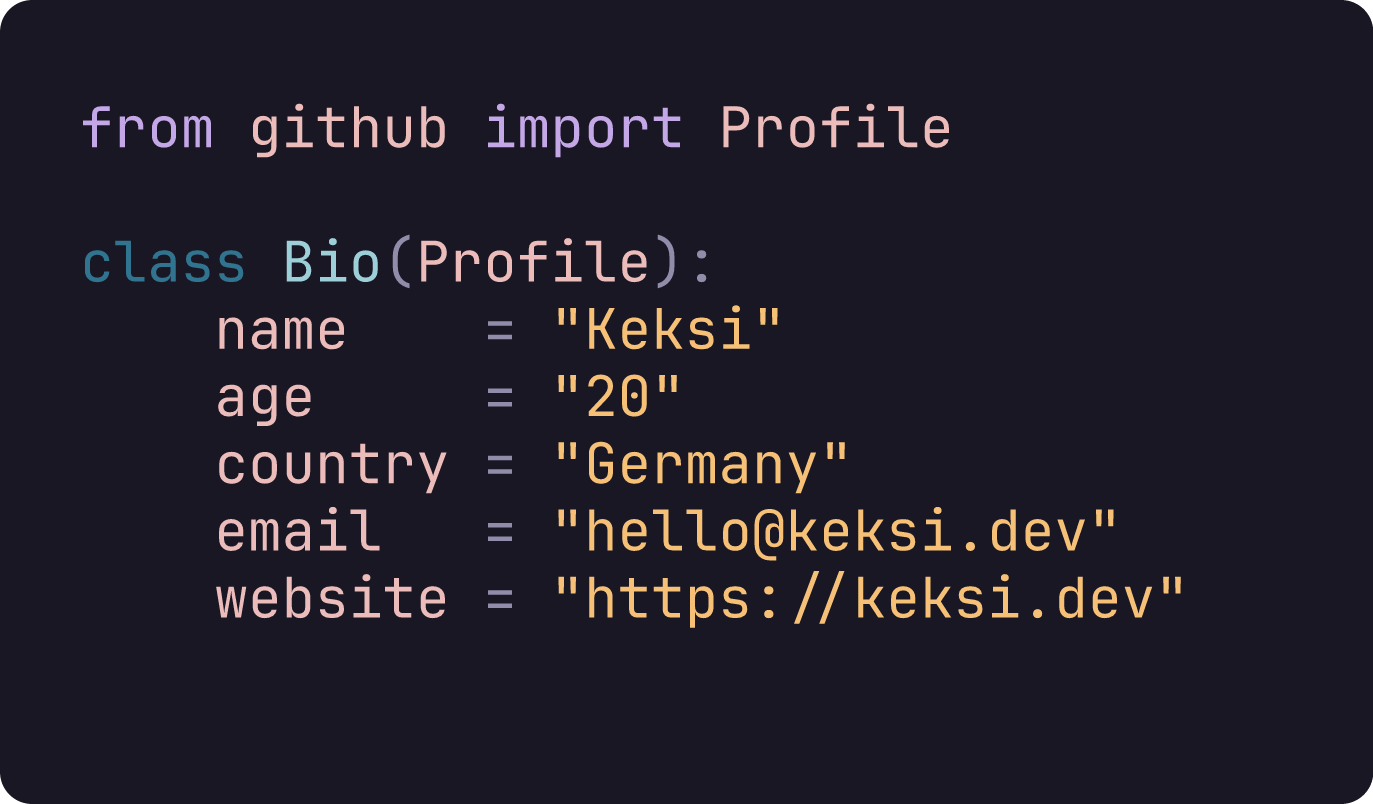 from github import Profile

class Bio(Profile):
    name    = "Keksi"
    age     = "20"
    country = "Germany"
    email   = "hello@keksi.dev"
    website = "https://keksi.dev"